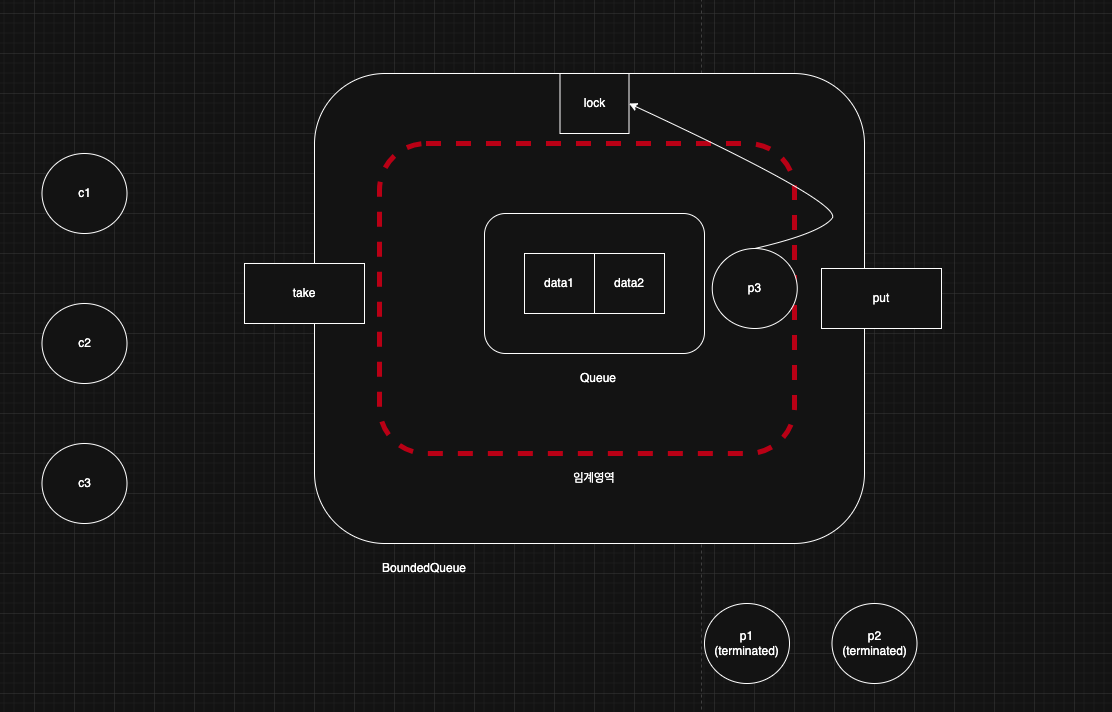 lock
c1
take
data1
data2
p3
put
c2
Queue
임계영역
c3
BoundedQueue
p1
(terminated)
p2
(terminated)